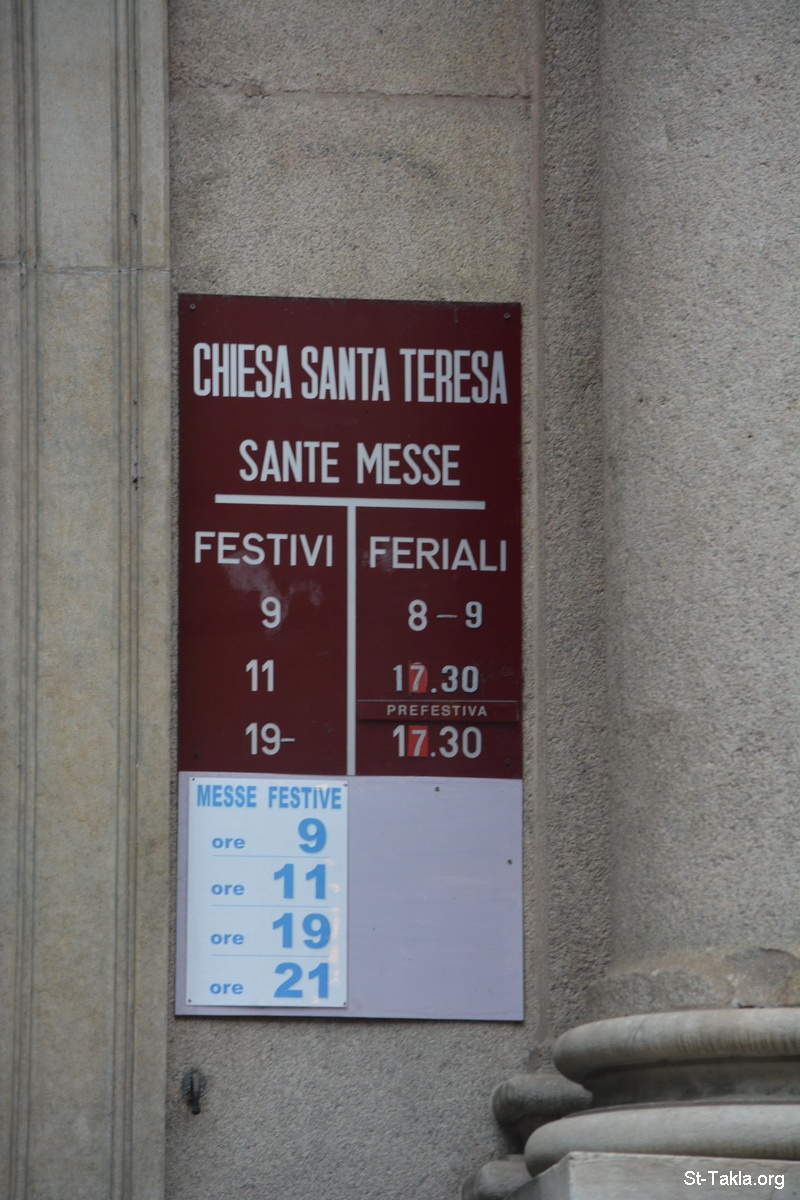 CHIESA SANTA TERESA
SANTE MESSE
FESTIVI
9
11
19-
FERIALI
8-9
17.30
PREFESTIVA
17.30
MESSE FESTIVE
ore 9
ore 11
ore 19
ore 21
St-Takla.org